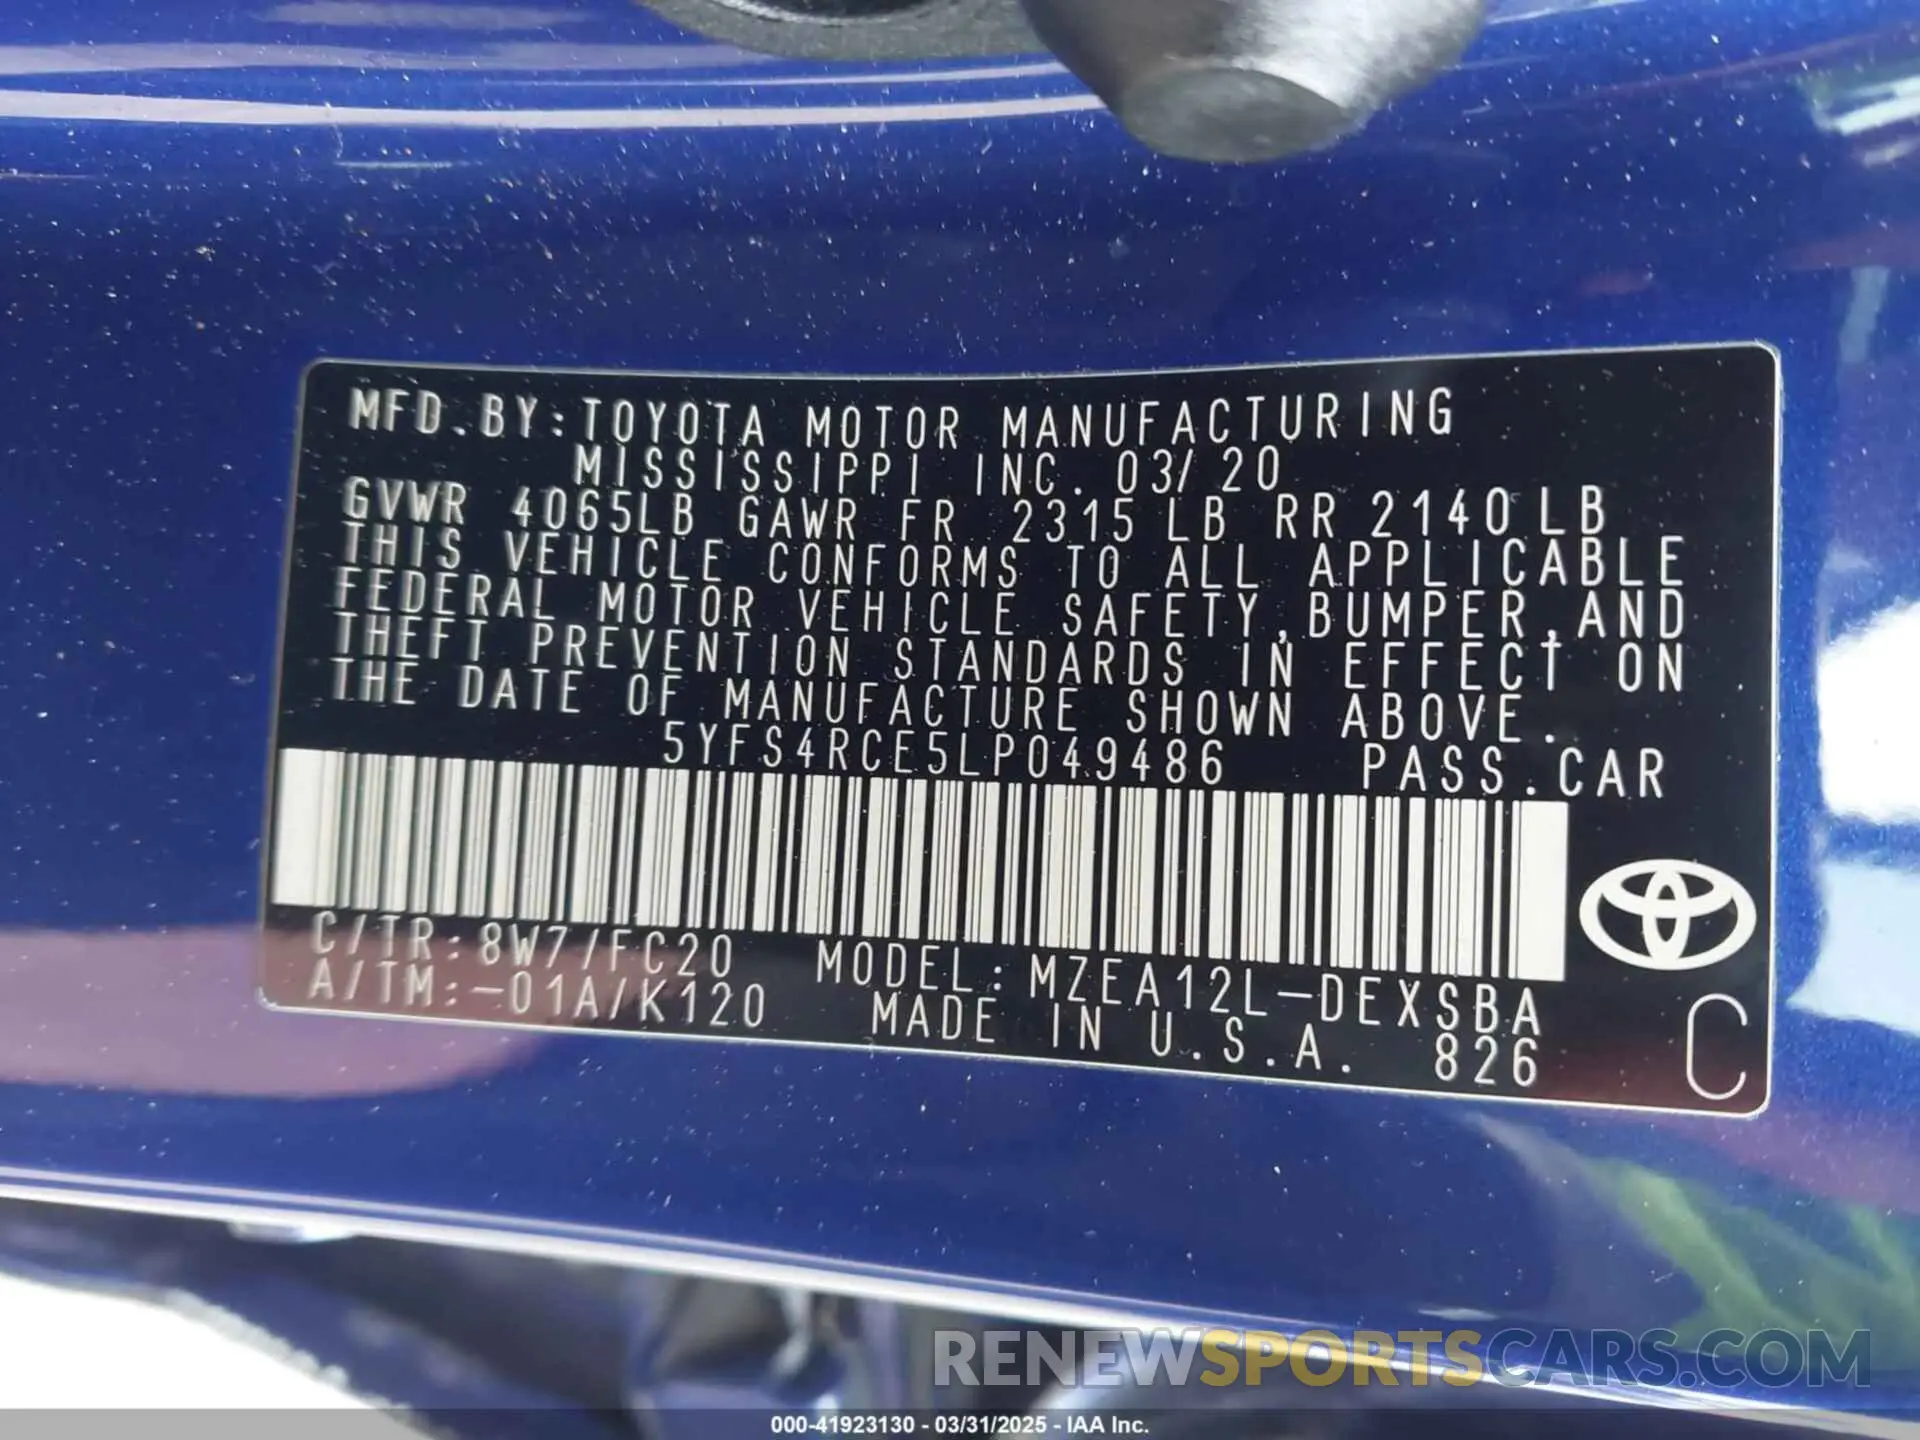 MFD.BY:TOYOTA MOTOR MANUFACTURING
MISSISSIPPI INC. 03/20
GVWR 4065LB GAWR FR 2315LB RR 2140LB
THIS VEHICLE CONFORMS TO ALL APPLICABLE
FEDERAL MOTOR VEHICLE SAFETY,BUMPER,AND
THEFT PREVENTION STANDARDS IN EFFECT ON
THE DATE OF MANUFACTURE SHOWN ABOVE.
5YFS4RCE5LP049486 PASS.CAR
C/TR:8W7/FC20 MODEL:MZEA12L-DEXSBA
A/TM:-01A/K120 MADE IN U.S.A. 826
C
RENEWSPORTSCARS.COM
000-41923130 - 03/31/2025 - IAA Inc.